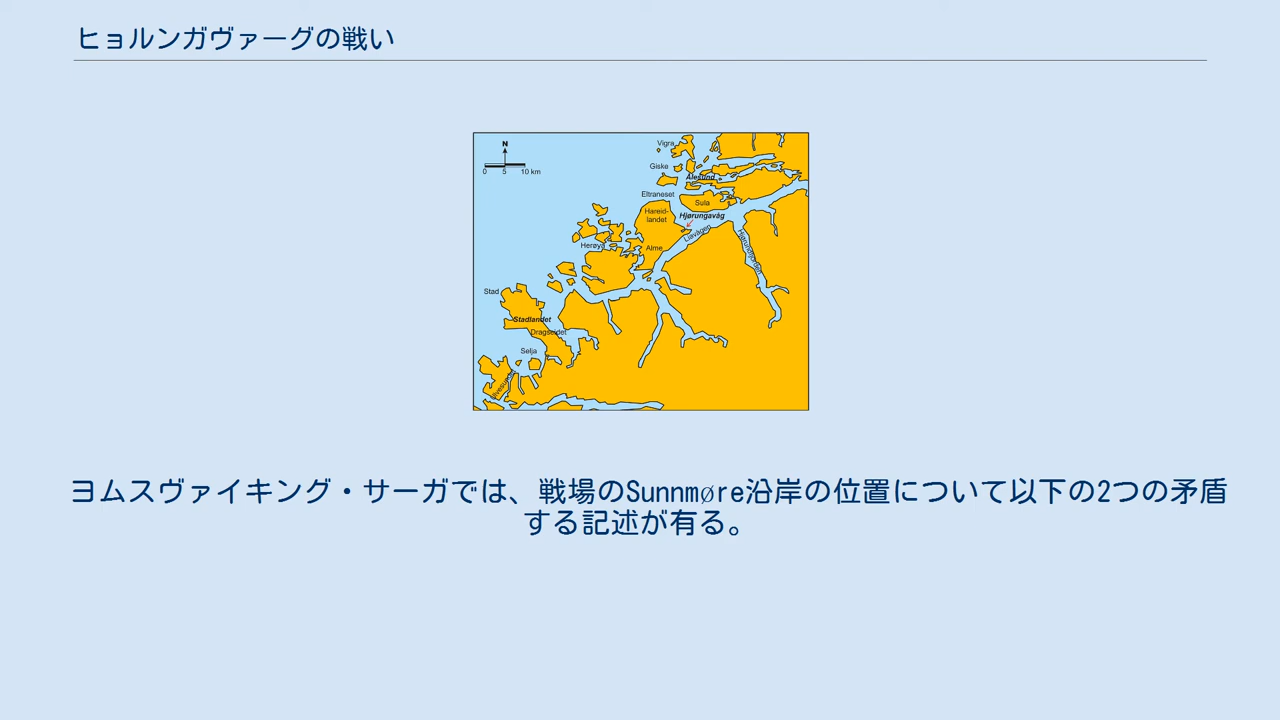 ヒョルンガヴァーグの戦い
N
0 5 10 km
Vigra
Giske
Ålesund
Eltraneset
Sula
Hareid-
landet
Hjørungavåg
Liavågen
Hjørundfjorden
Herøy
Alme
Stad
Stadlandet
Dragseidet
Selja
ヨムスヴァイキング・サーガでは、戦場のSunnmøre沿岸の位置について以下の2つの矛盾
する記述が有る。